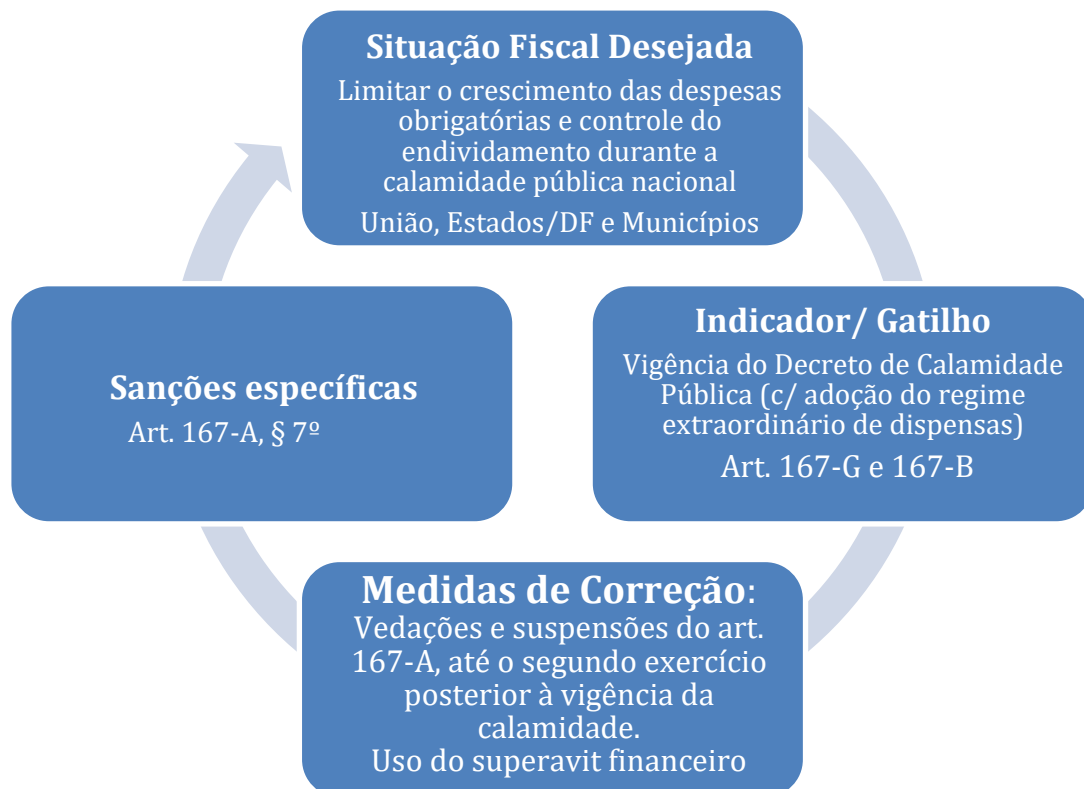 Situação Fiscal Desejada
Limitar o crescimento das despesas
obrigatórias e controle do
endividamento durante a
calamidade pública nacional
União, Estados/DF e Municípios
Indicador/ Gatilho
Vigência do Decreto de Calamidade
Pública (c/ adoção do regime
extraordinário de dispensas)
Art. 167-G e 167-B
Medidas de Correção:
Vedações e suspensões do art.
167-A, até o segundo exercício
posterior à vigência da
calamidade.
Uso do superavit financeiro
Sanções específicas
Art. 167-A, § 7º